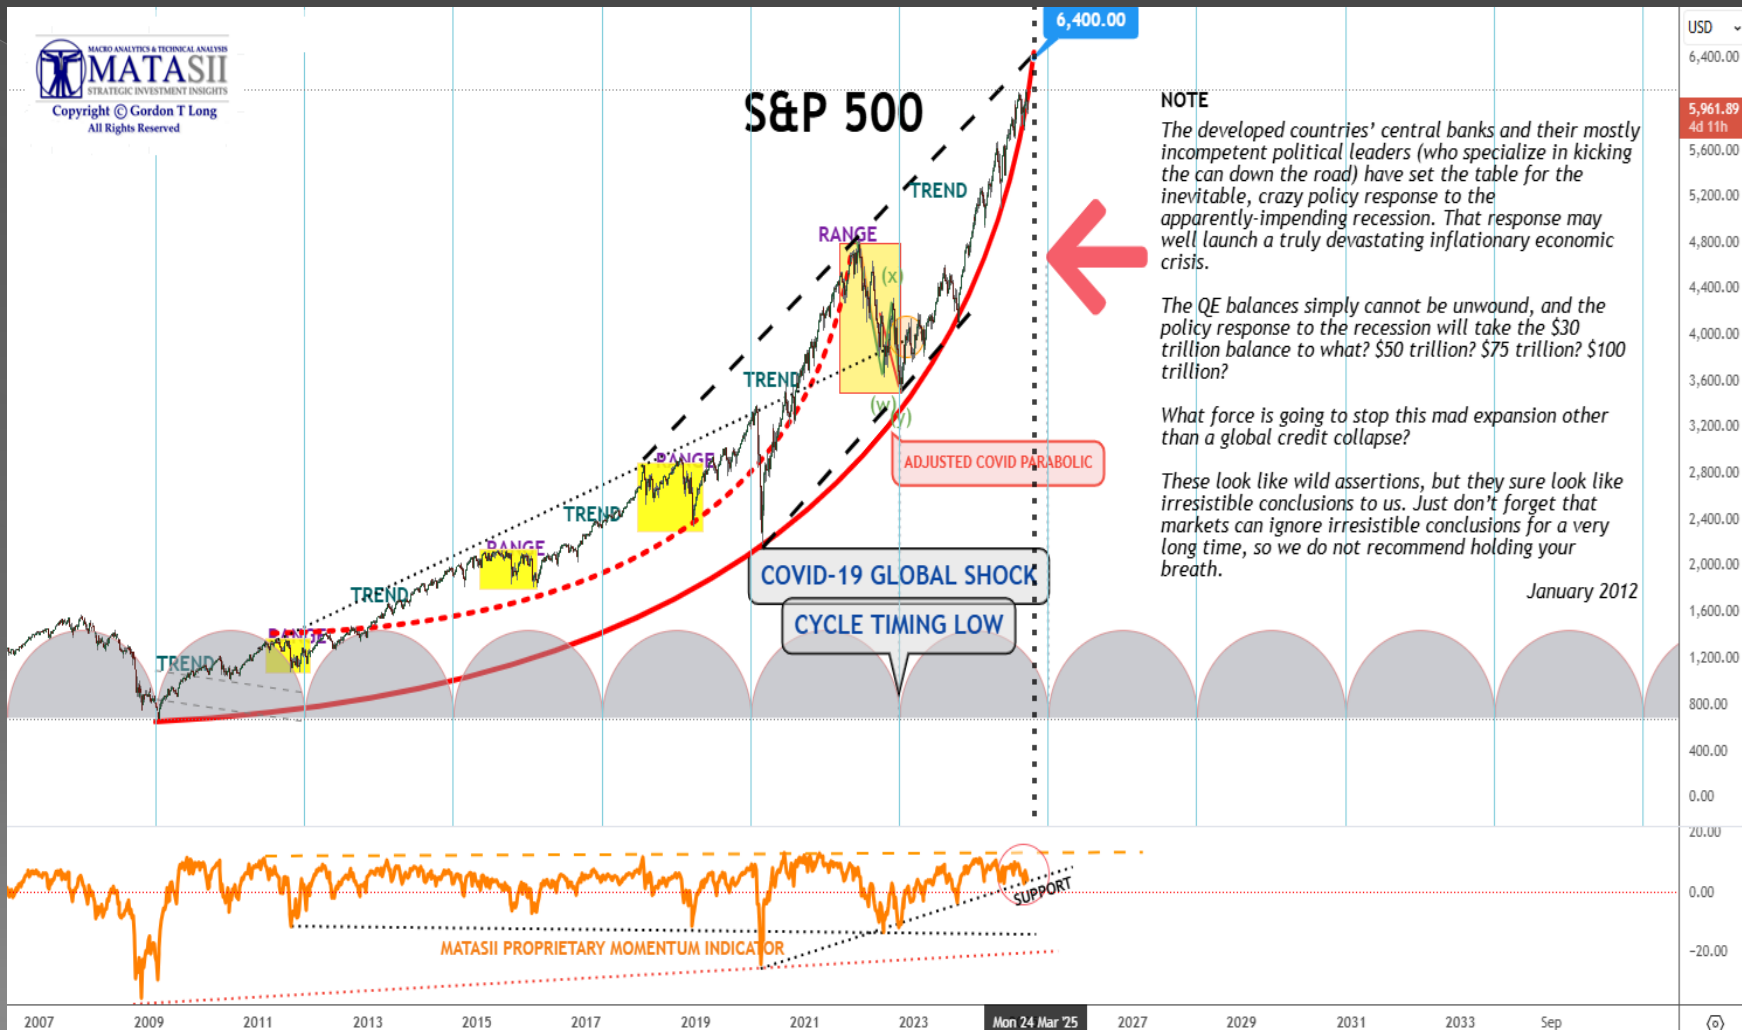 MACRO ANALYTICS & TECHNICAL ANALYSIS
MATASII
STRATEGIC INVESTMENT INSIGHTS
Copyright © Gordon T Long
All Rights Reserved
6,400.00
S&P 500
NOTE
The developed countries' central banks and their mostly
incompetent political leaders (who specialize in kicking
the can down the road) have set the table for the
inevitable, crazy policy response to the
apparently-impending recession. That response may
well launch a truly devastating inflationary economic
crisis.
The QE balances simply cannot be unwound, and the
policy response to the recession will take the $30
trillion balance to what? $50 trillion? $75 trillion? $100
trillion?
What force is going to stop this mad expansion other
than a global credit collapse?
These look like wild assertions, but they sure look like
irresistible conclusions to us. Just don't forget that
markets can ignore irresistible conclusions for a very
long time, so we do not recommend holding your
breath.
January 2012
TREND
RANGE
(x)
TREND
(w)
(y)
ADJUSTED COVID PARABOLIC
RANGE
TREND
RANGE
COVID-19 GLOBAL SHOCK
TREND
CYCLE TIMING LOW
RANGE
TREND
USD
6,400.00
5,961.89
4d 11h
5,600.00
5,200.00
4,800.00
4,400.00
4,000.00
3,600.00
3,200.00
2,800.00
2,400.00
2,000.00
1,600.00
1,200.00
800.00
400.00
0.00
20.00
0.00
-20.00
SUPPORT
MATASII PROPRIETARY MOMENTUM INDICATOR
2007
2009
2011
2013
2015
2017
2019
2021
2023
Mon 24 Mar '25
2027
2029
2031
2033
Sep